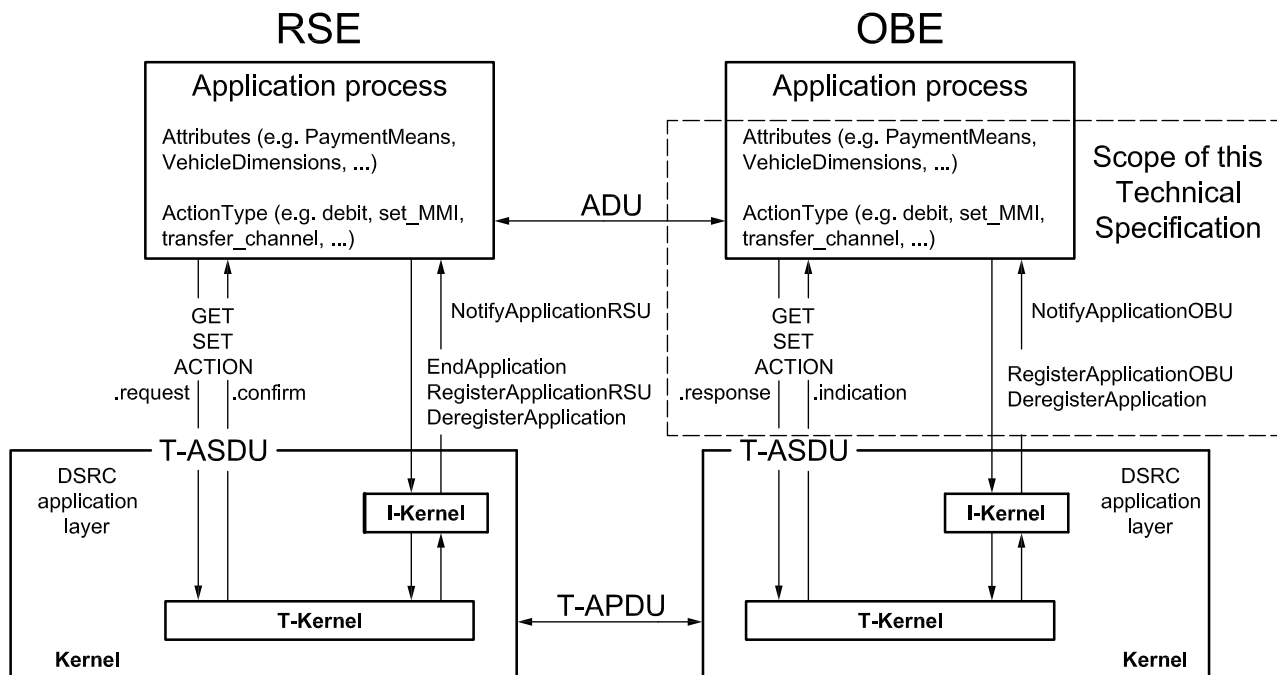 RSE
Application process
Attributes (e.g. PaymentMeans,
VehicleDimensions, ...)
ActionType (e.g. debit, set_MMI,
transfer_channel, ...)
GET
SET
ACTION
.request
.confirm
NotifyApplicationRSU
EndApplication
RegisterApplicationRSU
DeregisterApplication
T-ASDU
DSRC
application
layer
I-Kernel
T-Kernel
Kernel
ADU
T-APDU
OBE
Application process
Attributes (e.g. PaymentMeans,
VehicleDimensions, ...)
ActionType (e.g. debit, set_MMI,
transfer_channel, ...)
Scope of this
Technical
Specification
GET
SET
ACTION
.response
.indication
NotifyApplicationOBU
RegisterApplicationOBU
DeregisterApplication
T-ASDU
DSRC
application
layer
I-Kernel
T-Kernel
Kernel